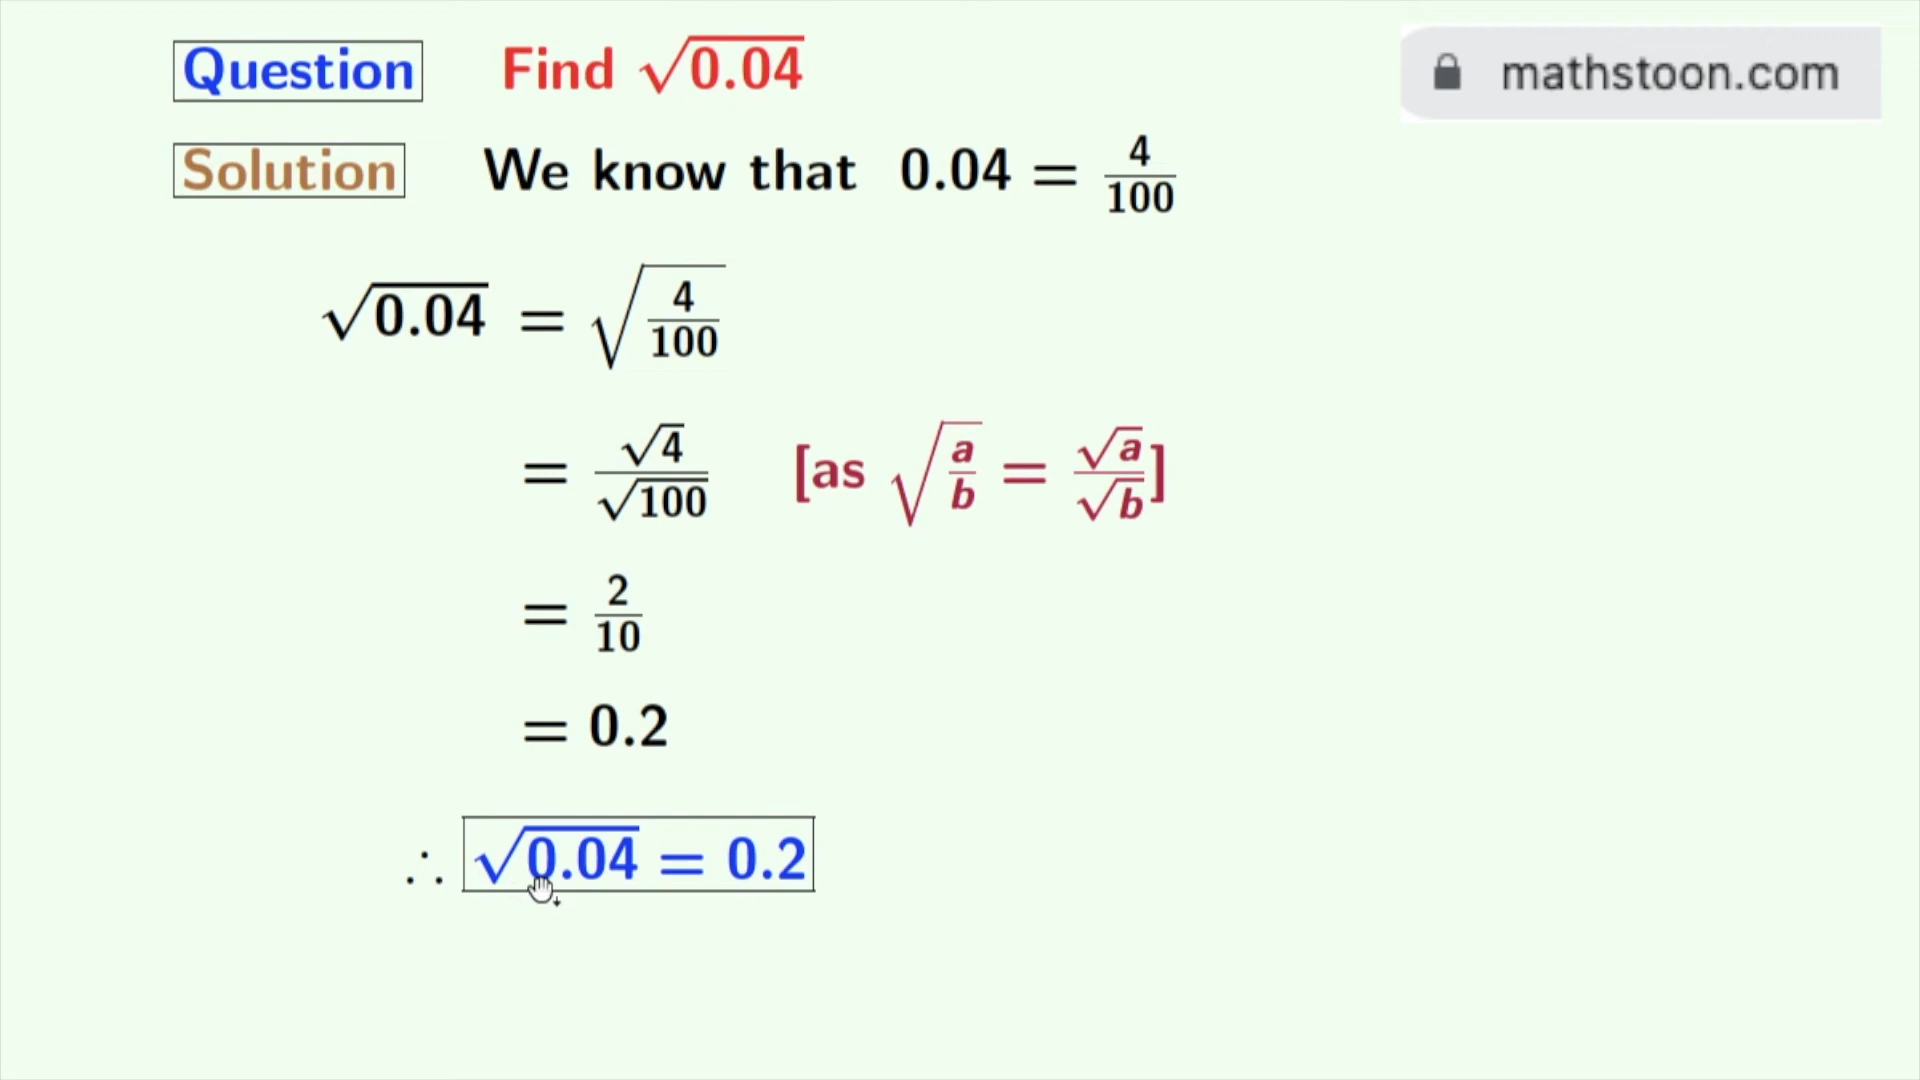 Question Find √0.04
mathstoon.com
Solution We know that 0.04 = 4/100
√0.04 = √(4/100)
= √4/√100 [as √(a/b) = √a/√b]
= 2/10
= 0.2
∴ √0.04 = 0.2